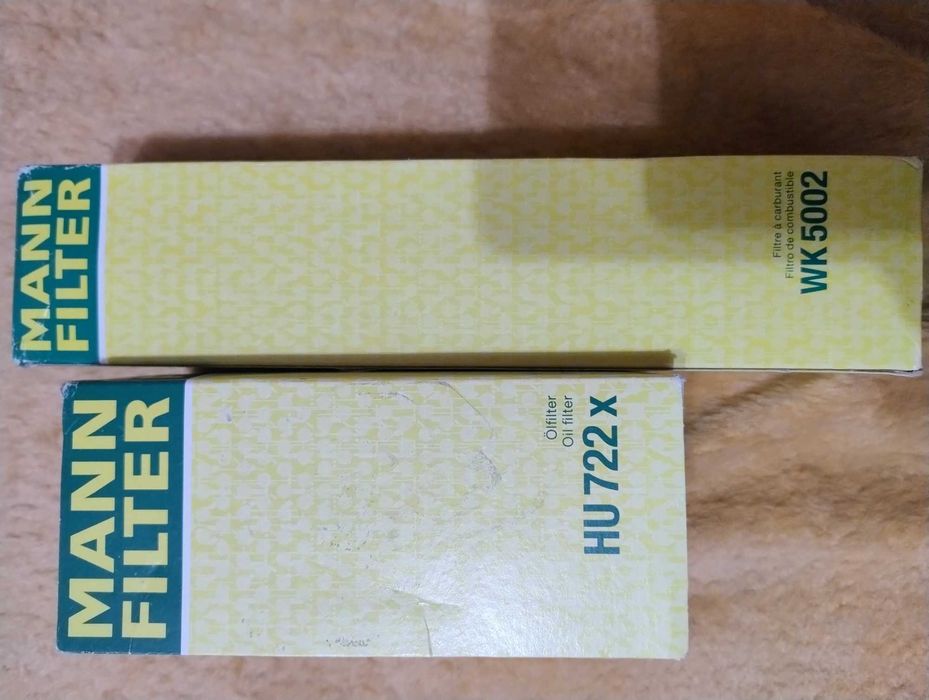 MANN
FILTER
Filtre à carburant
Filtro de combustible
WK 5002
MANN
FILTER
Ölfilter
Oil filter
HU 722 x